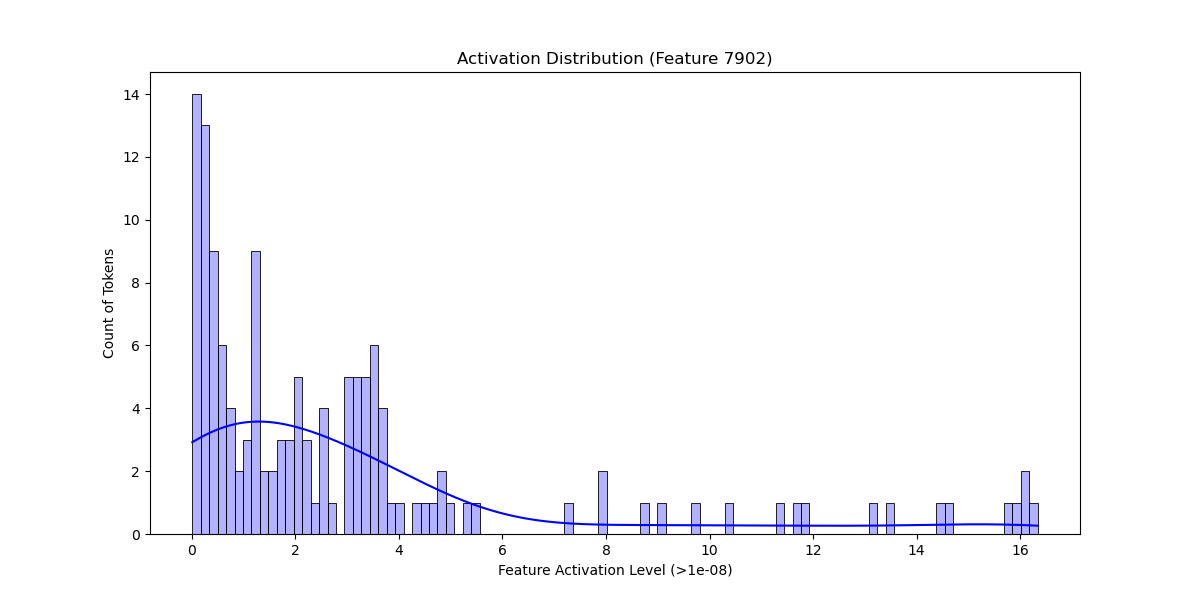 Activation Distribution (Feature 7902)
14
12
10
8
6
4
2
0
Count of Tokens
0 2 4 6 8 10 12 14 16
Feature Activation Level (>1e-08)